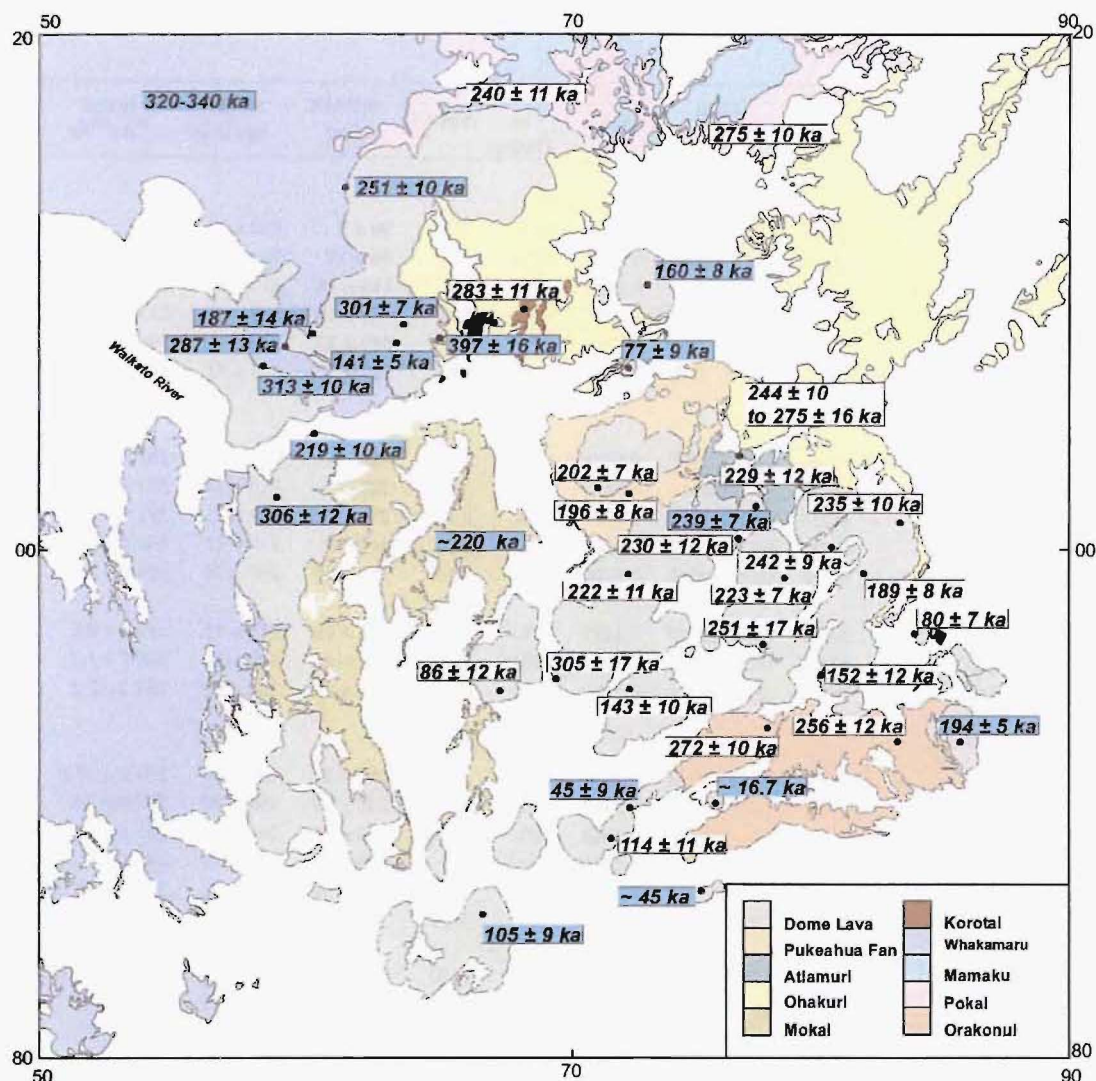 50 70 90
20 20
320-340 ka
240 ± 11 ka
275 ± 10 ka
251 ± 10 ka
160 ± 8 ka
283 ± 11 ka
301 ± 7 ka
187 ± 14 ka
287 ± 13 ka
141 ± 5 ka
397 ± 16 ka
77 ± 9 ka
Waikato River
313 ± 10 ka
244 ± 10
to 275 ± 16 ka
219 ± 10 ka
202 ± 7 ka
229 ± 12 ka
235 ± 10 ka
306 ± 12 ka
196 ± 8 ka
239 ± 7 ka
00 00
~220 ka
230 ± 12 ka
242 ± 9 ka
222 ± 11 ka
223 ± 7 ka
189 ± 8 ka
251 ± 17 ka
80 ± 7 ka
86 ± 12 ka
305 ± 17 ka
152 ± 12 ka
143 ± 10 ka
256 ± 12 ka
194 ± 5 ka
272 ± 10 ka
45 ± 9 ka
~ 16.7 ka
114 ± 11 ka
~ 45 ka
105 ± 9 ka
Dome Lava
Pukeahua Fan
Atiamuri
Ohakuri
Mokai
Korotai
Whakamaru
Mamaku
Pokai
Orakonui
80 80
50 70 90